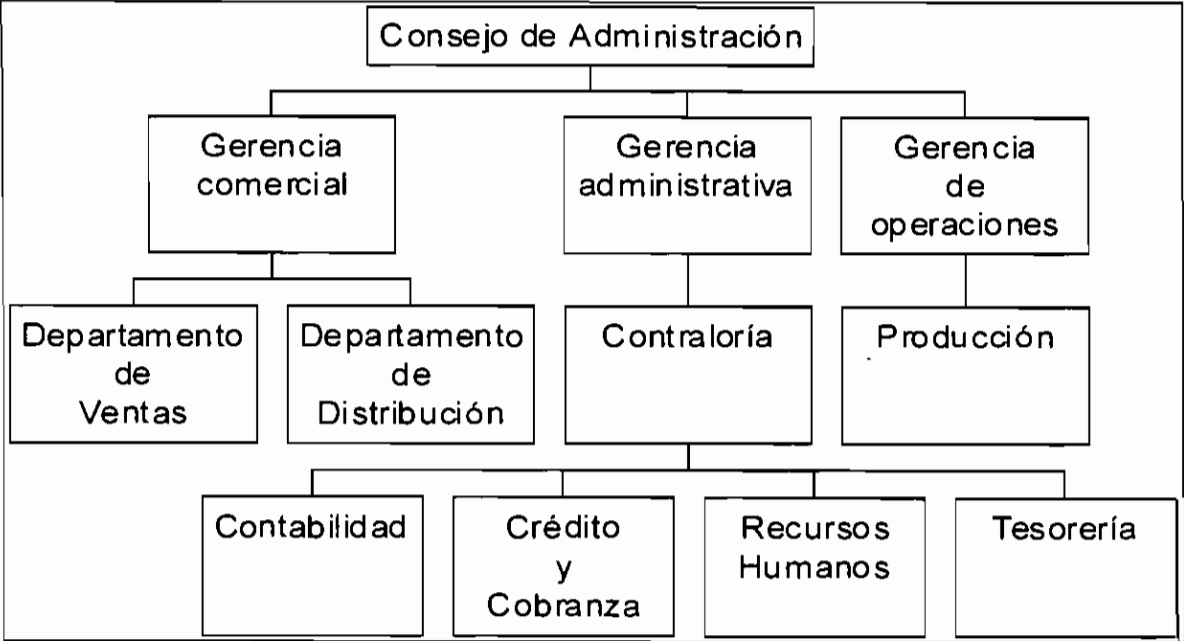 Consejo de Administración
Gerencia
comercial
Gerencia
administrativa
Gerencia
de
operaciones
Departamento
de
Ventas
Departamento
de
Distribución
Contraloría
Producción
Contabilidad
Crédito
y
Cobranza
Recursos
Humanos
Tesorería